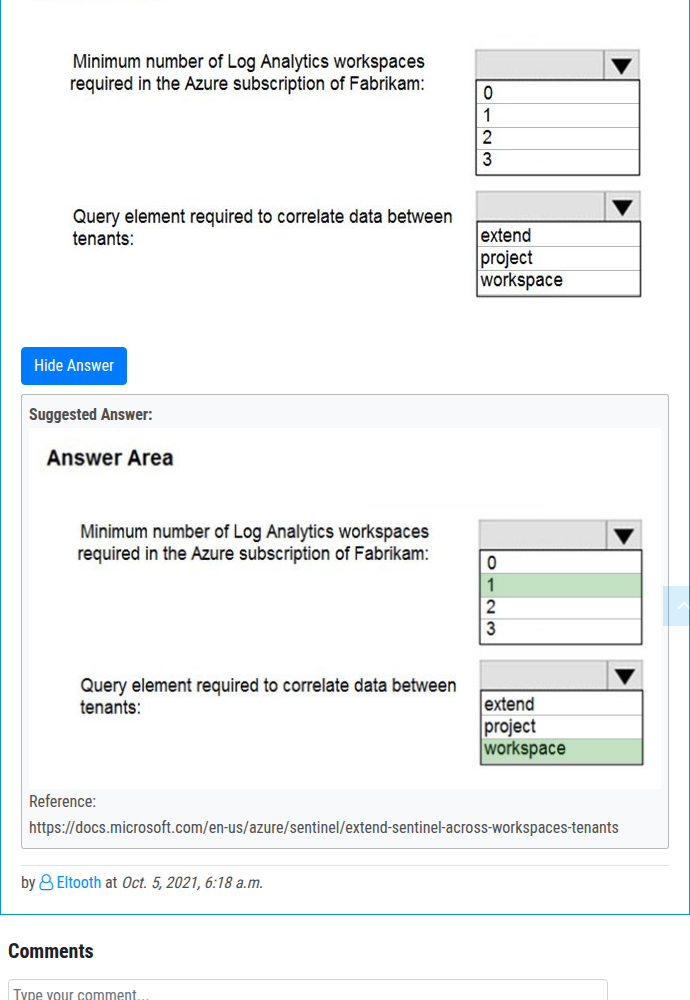 Minimum number of Log Analytics workspaces
required in the Azure subscription of Fabrikam:
0
1
2
3
Query element required to correlate data between
tenants:
extend
project
workspace
Hide Answer
Suggested Answer:
Answer Area
Minimum number of Log Analytics workspaces
required in the Azure subscription of Fabrikam:
0
1
2
3
Query element required to correlate data between
tenants:
extend
project
workspace
Reference:
https://docs.microsoft.com/en-us/azure/sentinel/extend-sentinel-across-workspaces-tenants
by Eltooth at Oct. 5, 2021, 6:18 a.m.
Comments
Type your comment...